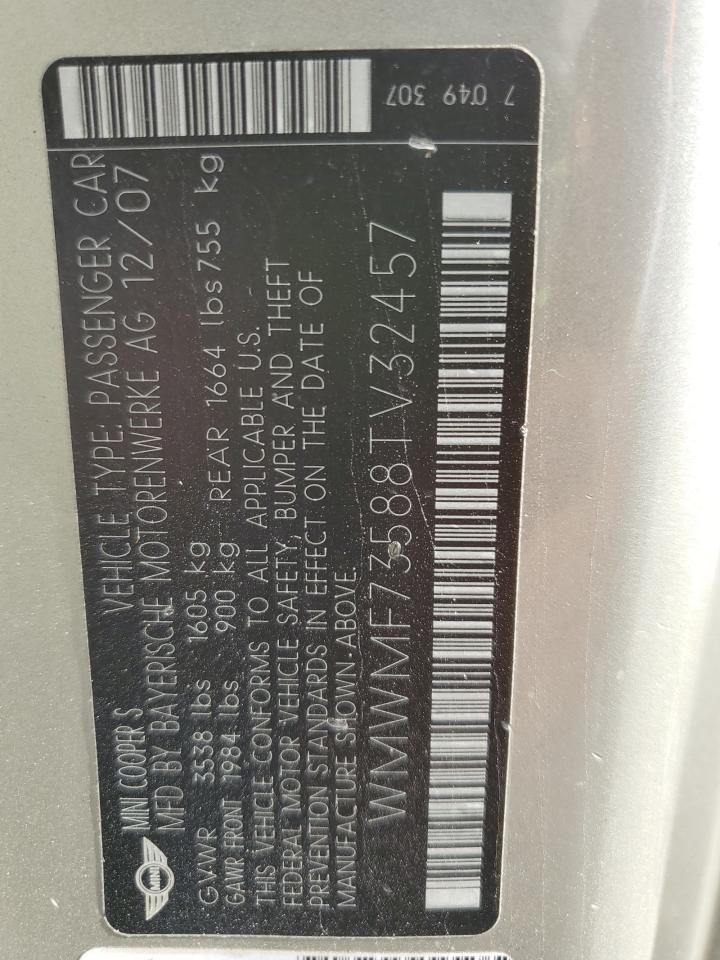 MINI
MINI COOPER S VEHICLE TYPE: PASSENGER CAR
MFD BY BAYERISCHE MOTORENWERKE AG 12/07
GVWR 3538 lbs 1605 kg
GAWR FRONT 1984 lbs 900 kg REAR 1664 lbs 755 kg
THIS VEHICLE CONFORMS TO ALL APPLICABLE U.S.
FEDERAL MOTOR VEHICLE SAFETY, BUMPER AND THEFT
PREVENTION STANDARDS IN EFFECT ON THE DATE OF
MANUFACTURE SHOWN ABOVE.
WMWMF73588TV32457
7 049 307